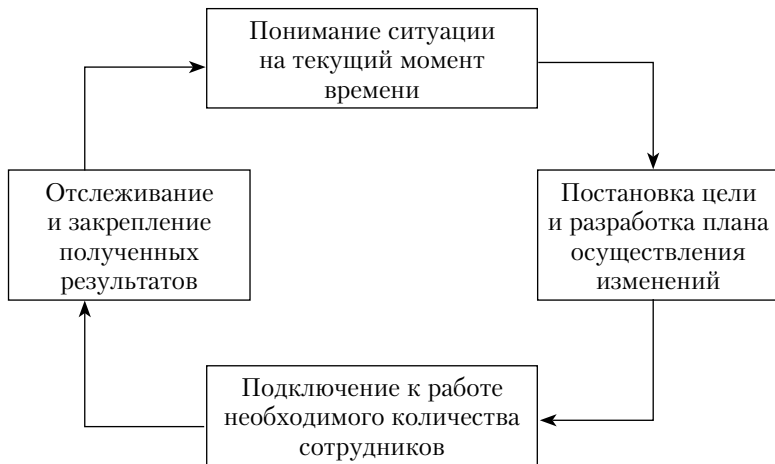 Понимание ситуации
на текущий момент
времени
Постановка цели
и разработка плана
осуществления
изменений
Подключение к работе
необходимого количества
сотрудников
Отслеживание
и закрепление
полученных
результатов